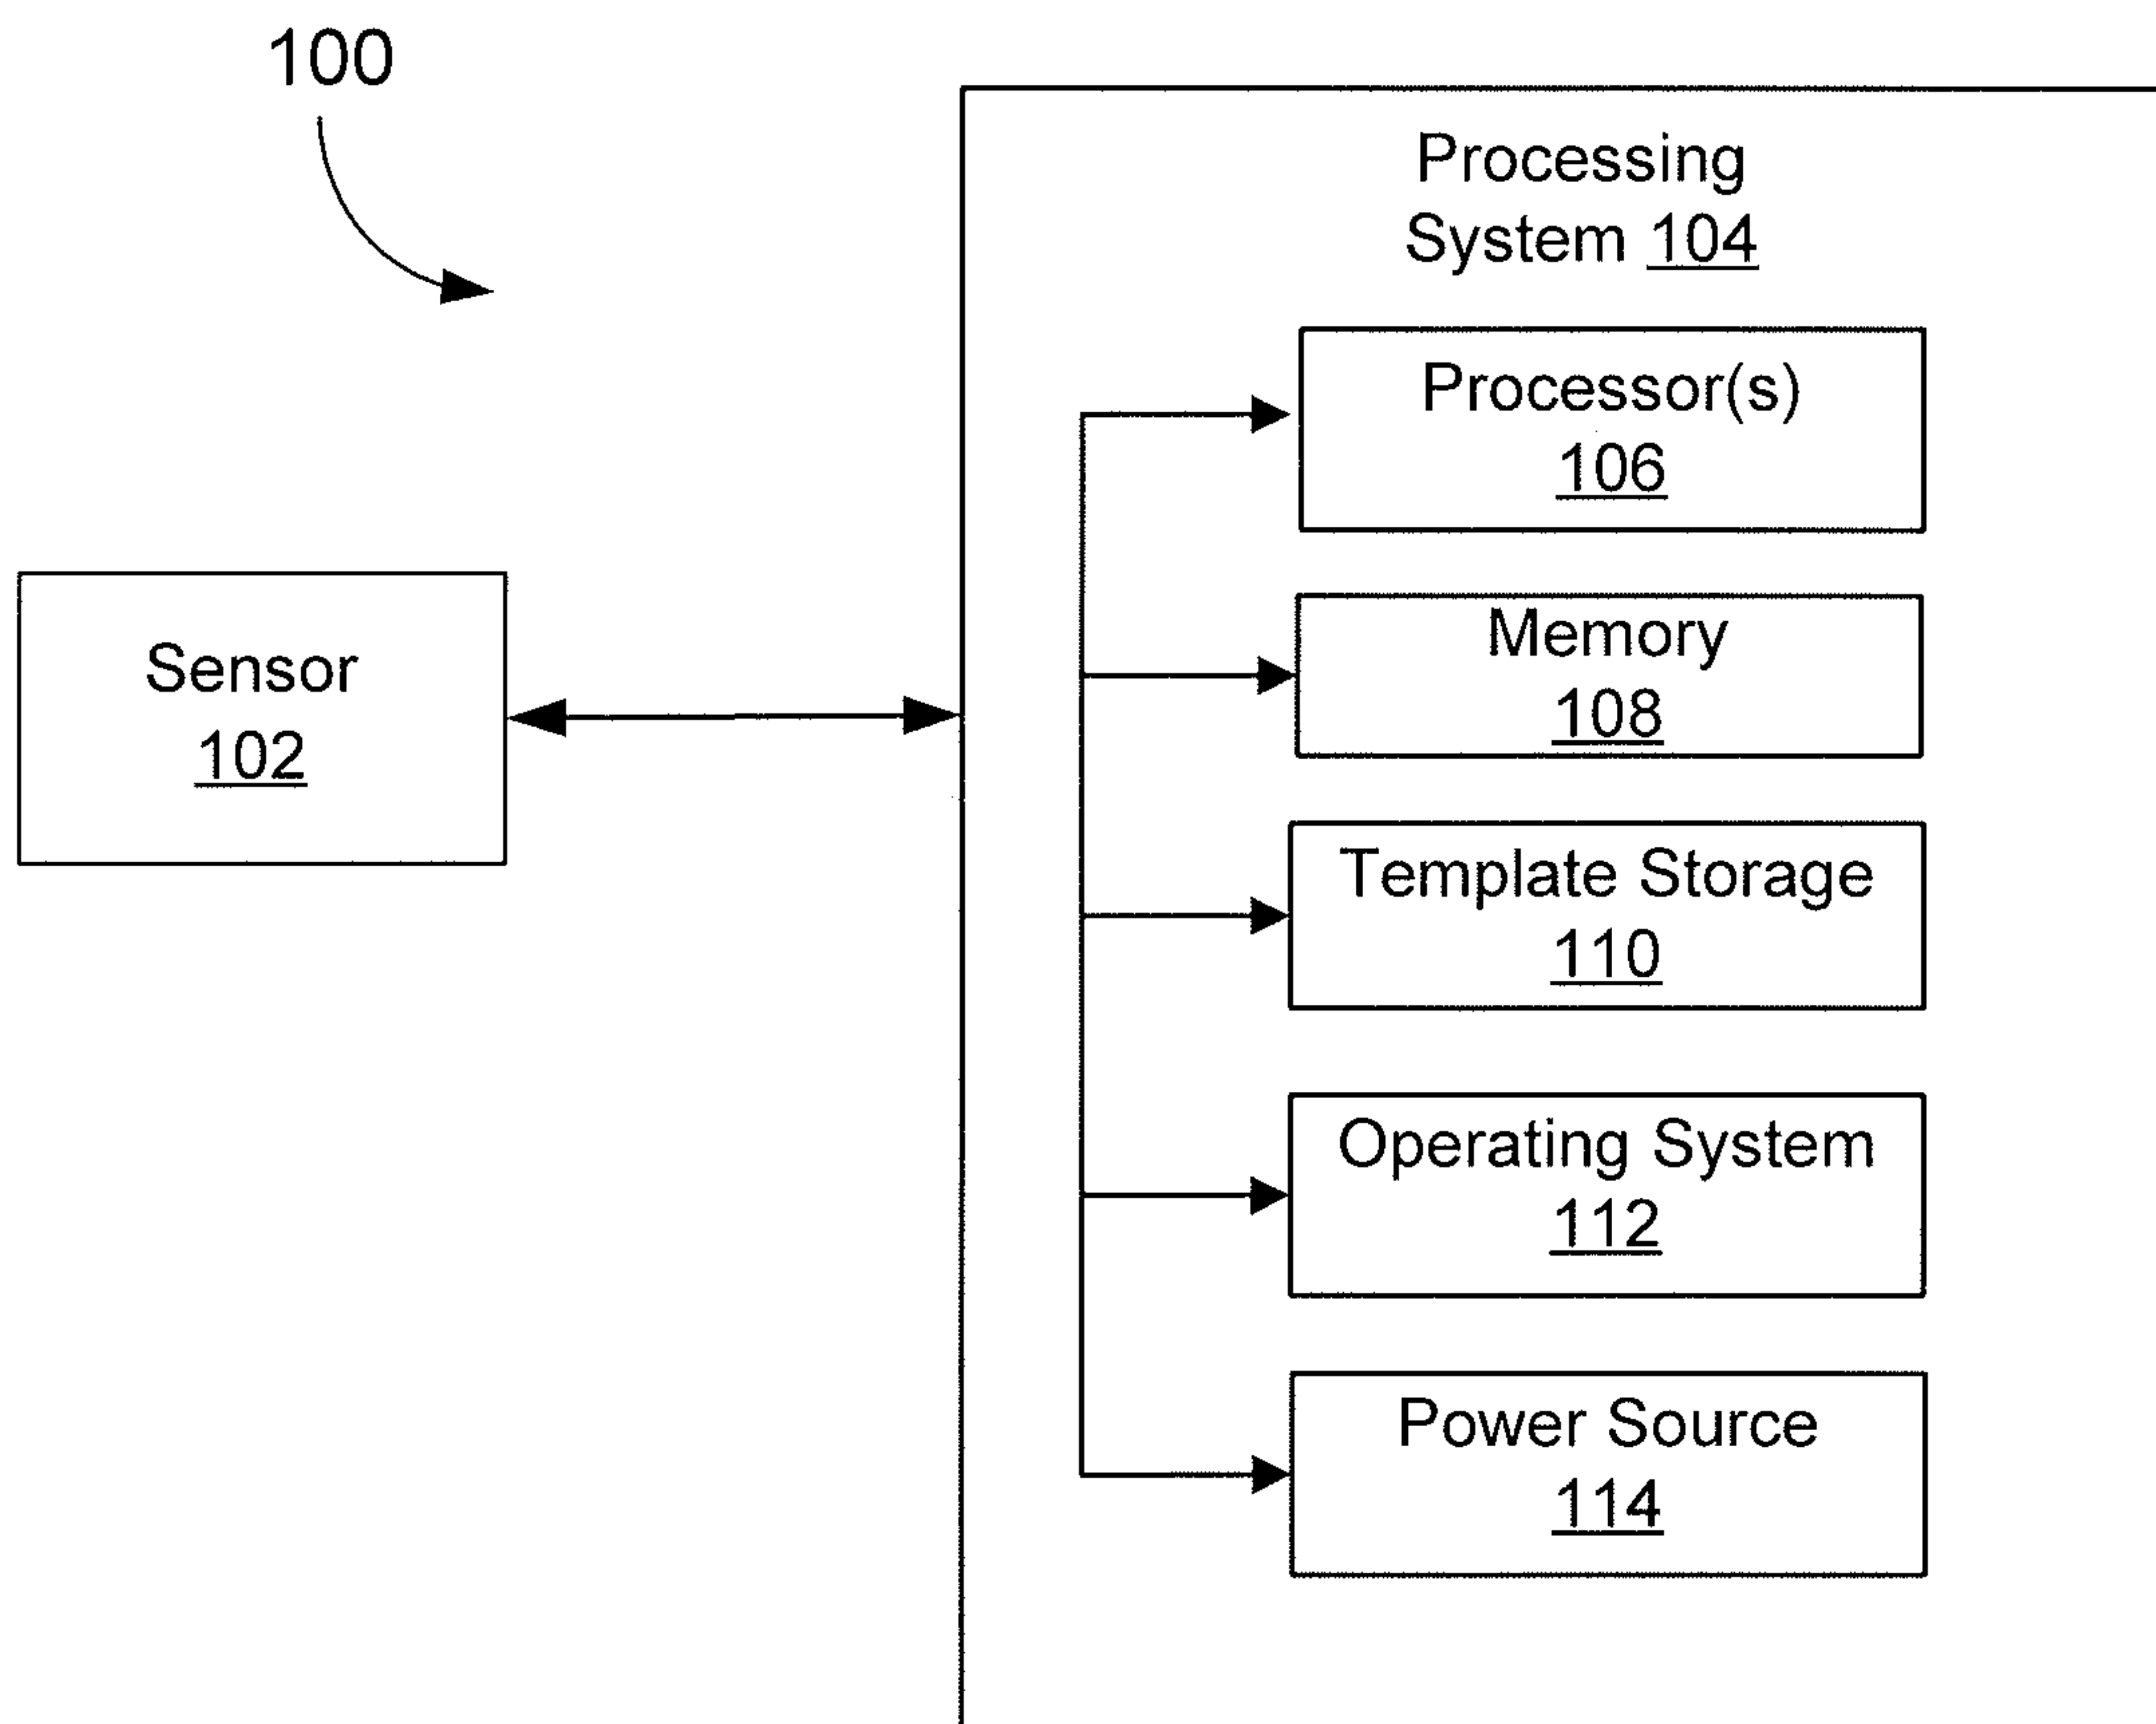 100
Processing
System 104
Processor(s)
106
Memory
108
Sensor
102
Template Storage
110
Operating System
112
Power Source
114